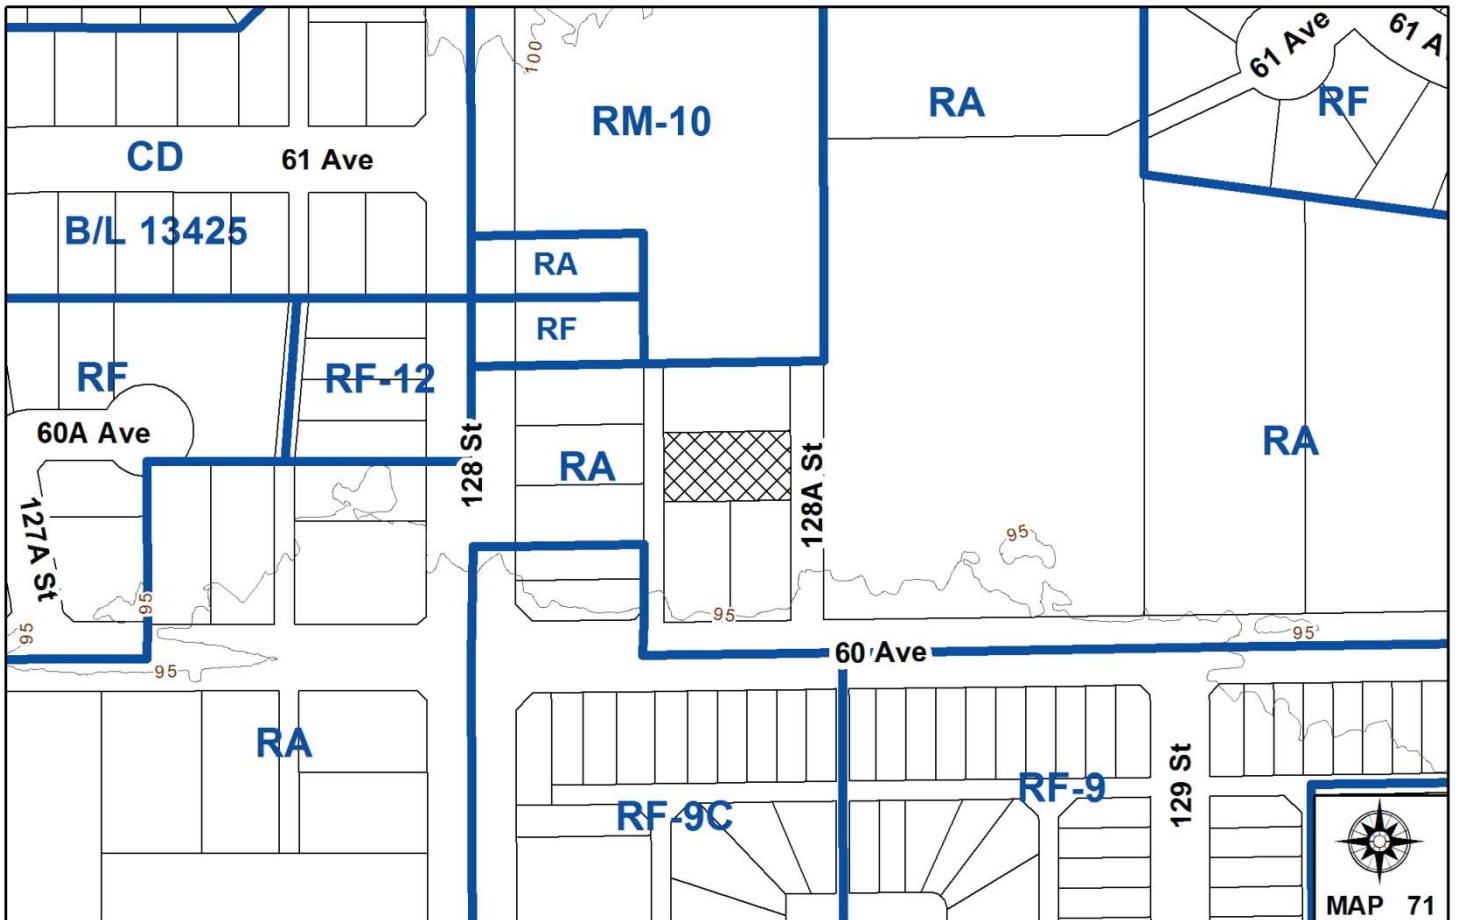 61 Ave
61 A
100
RM-10
RA
RF
CD
61 Ave
B/L 13425
RA
RF
RF
RF-12
60A Ave
128 St
RA
128A St
RA
127A St
95
95
95
95
95
95
60 Ave
RA
RF-9C
RF-9
129 St
MAP 71